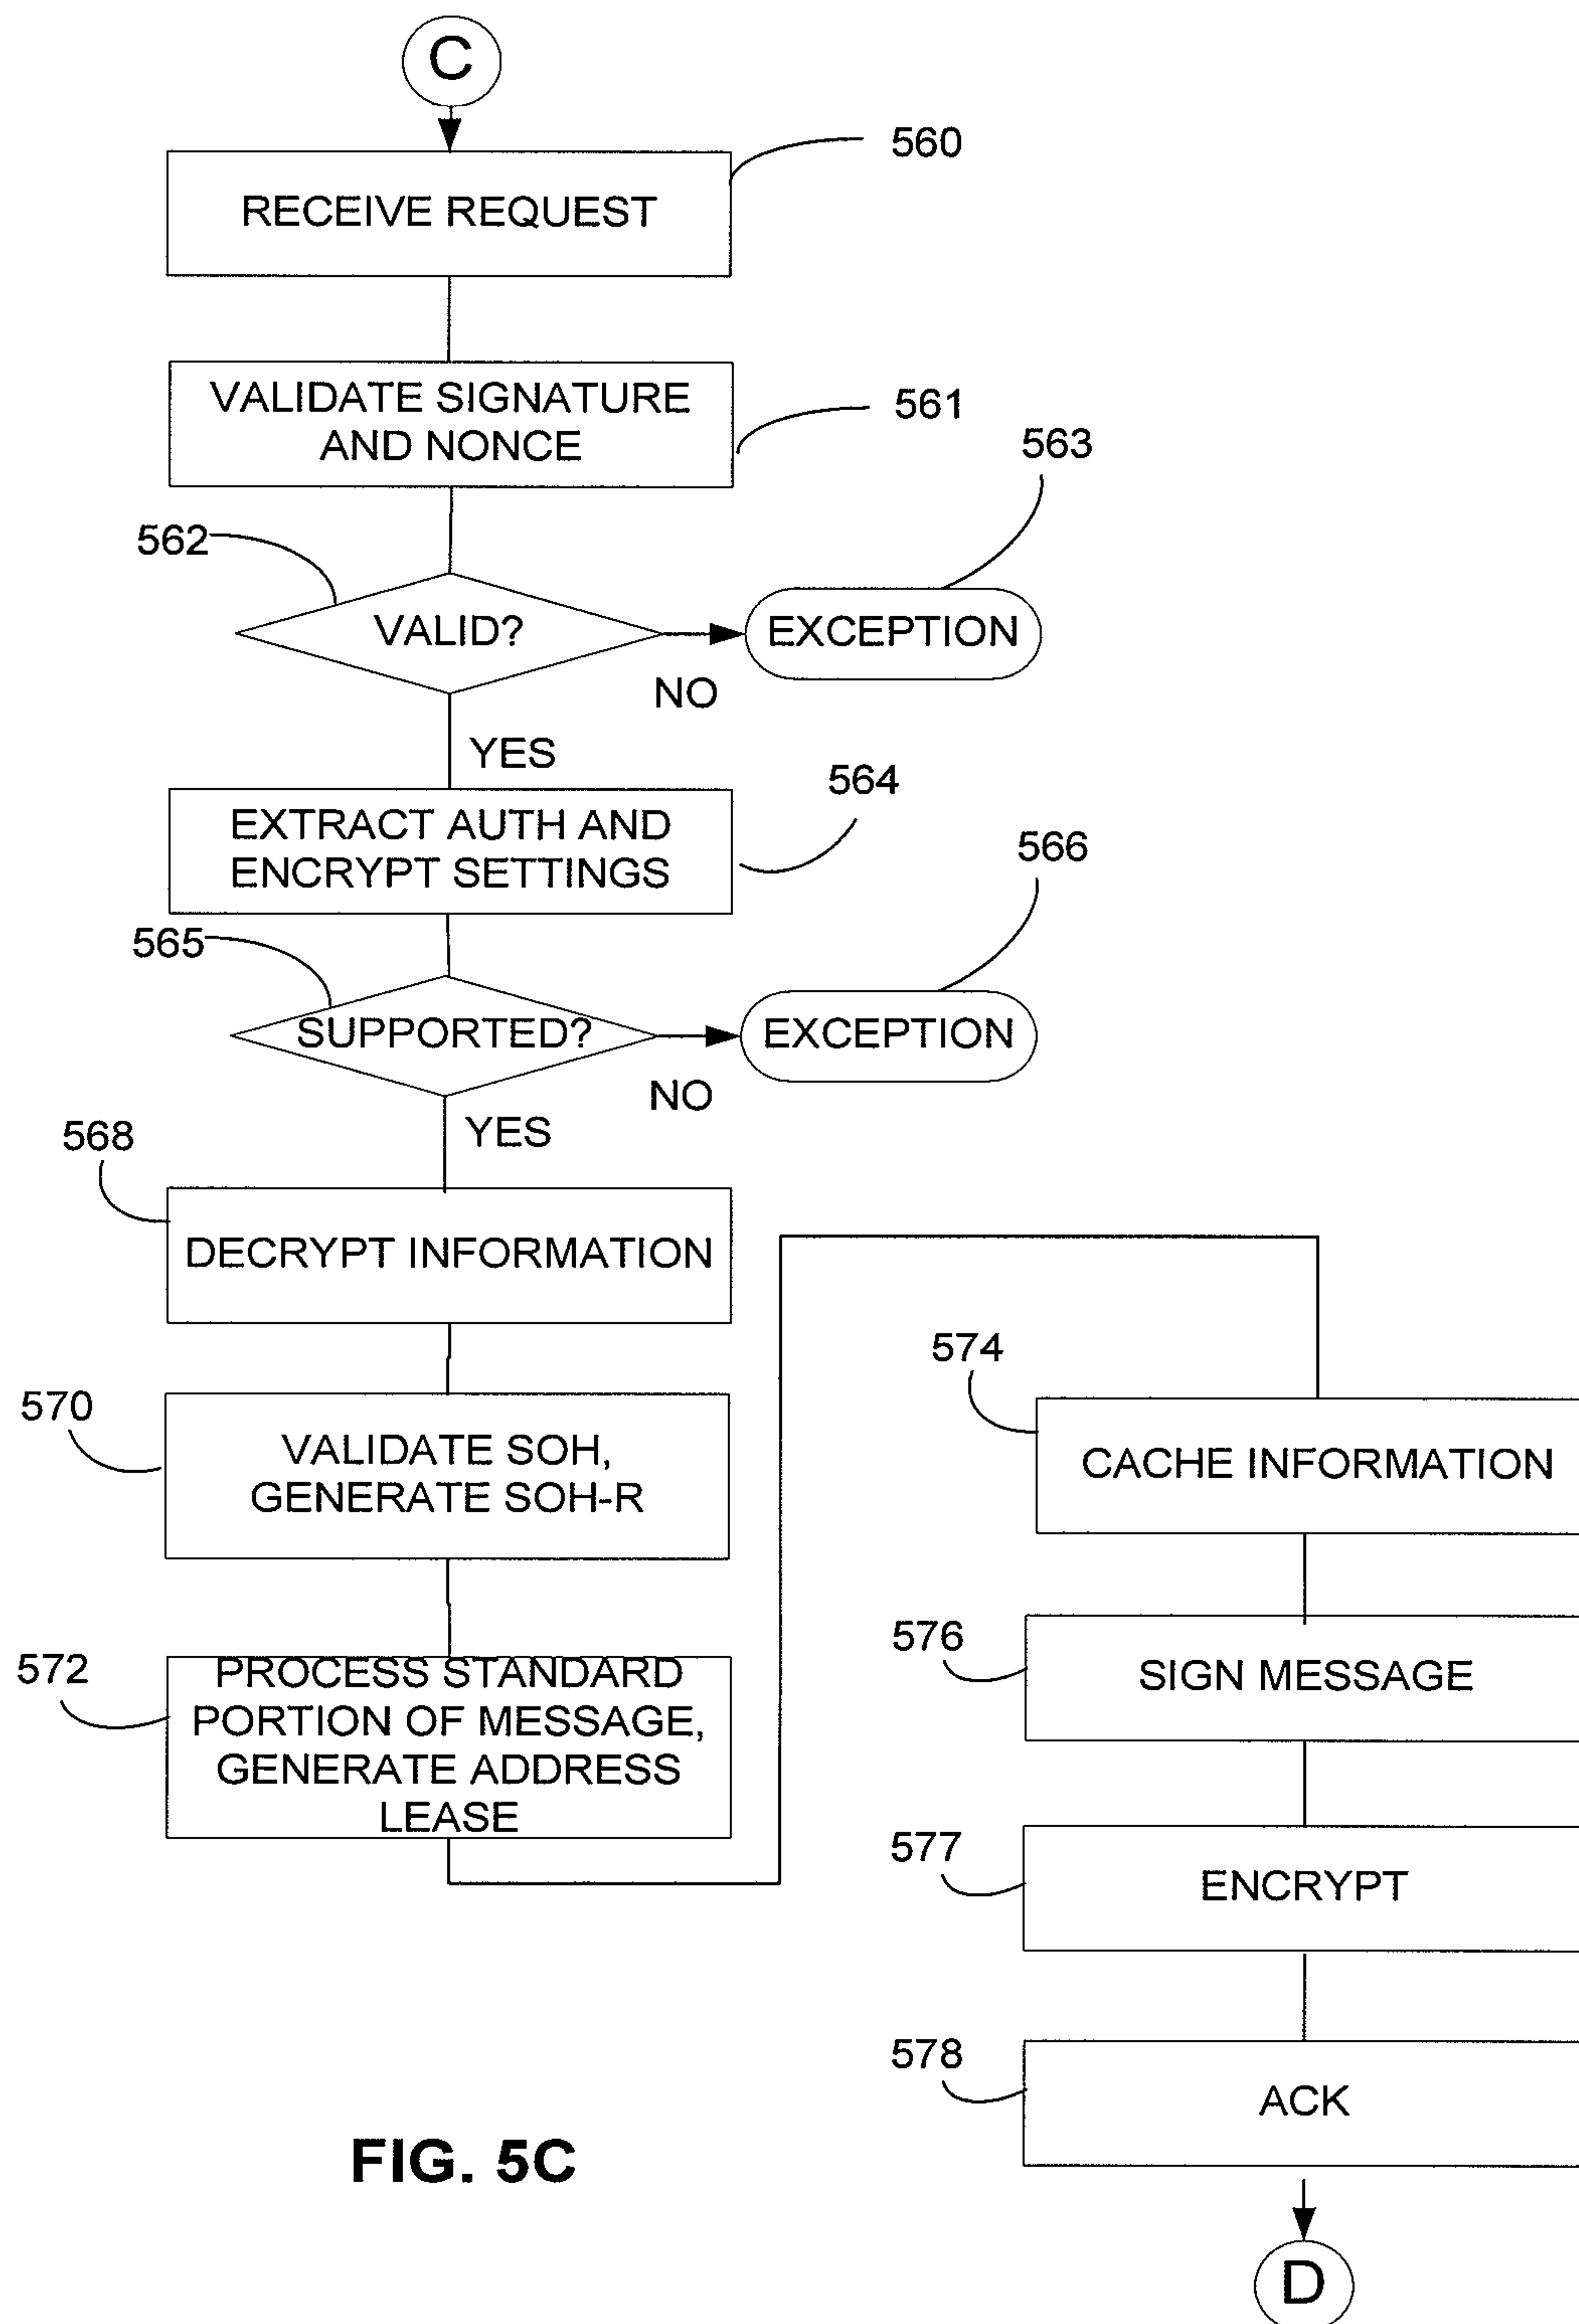 C
560
RECEIVE REQUEST
VALIDATE SIGNATURE
AND NONCE
561
563
562
VALID?
EXCEPTION
NO
YES
564
EXTRACT AUTH AND
ENCRYPT SETTINGS
566
565
SUPPORTED?
EXCEPTION
NO
YES
568
DECRYPT INFORMATION
570
VALIDATE SOH,
GENERATE SOH-R
572
PROCESS STANDARD
PORTION OF MESSAGE,
GENERATE ADDRESS
LEASE
574
CACHE INFORMATION
576
SIGN MESSAGE
577
ENCRYPT
578
ACK
D
FIG. 5C